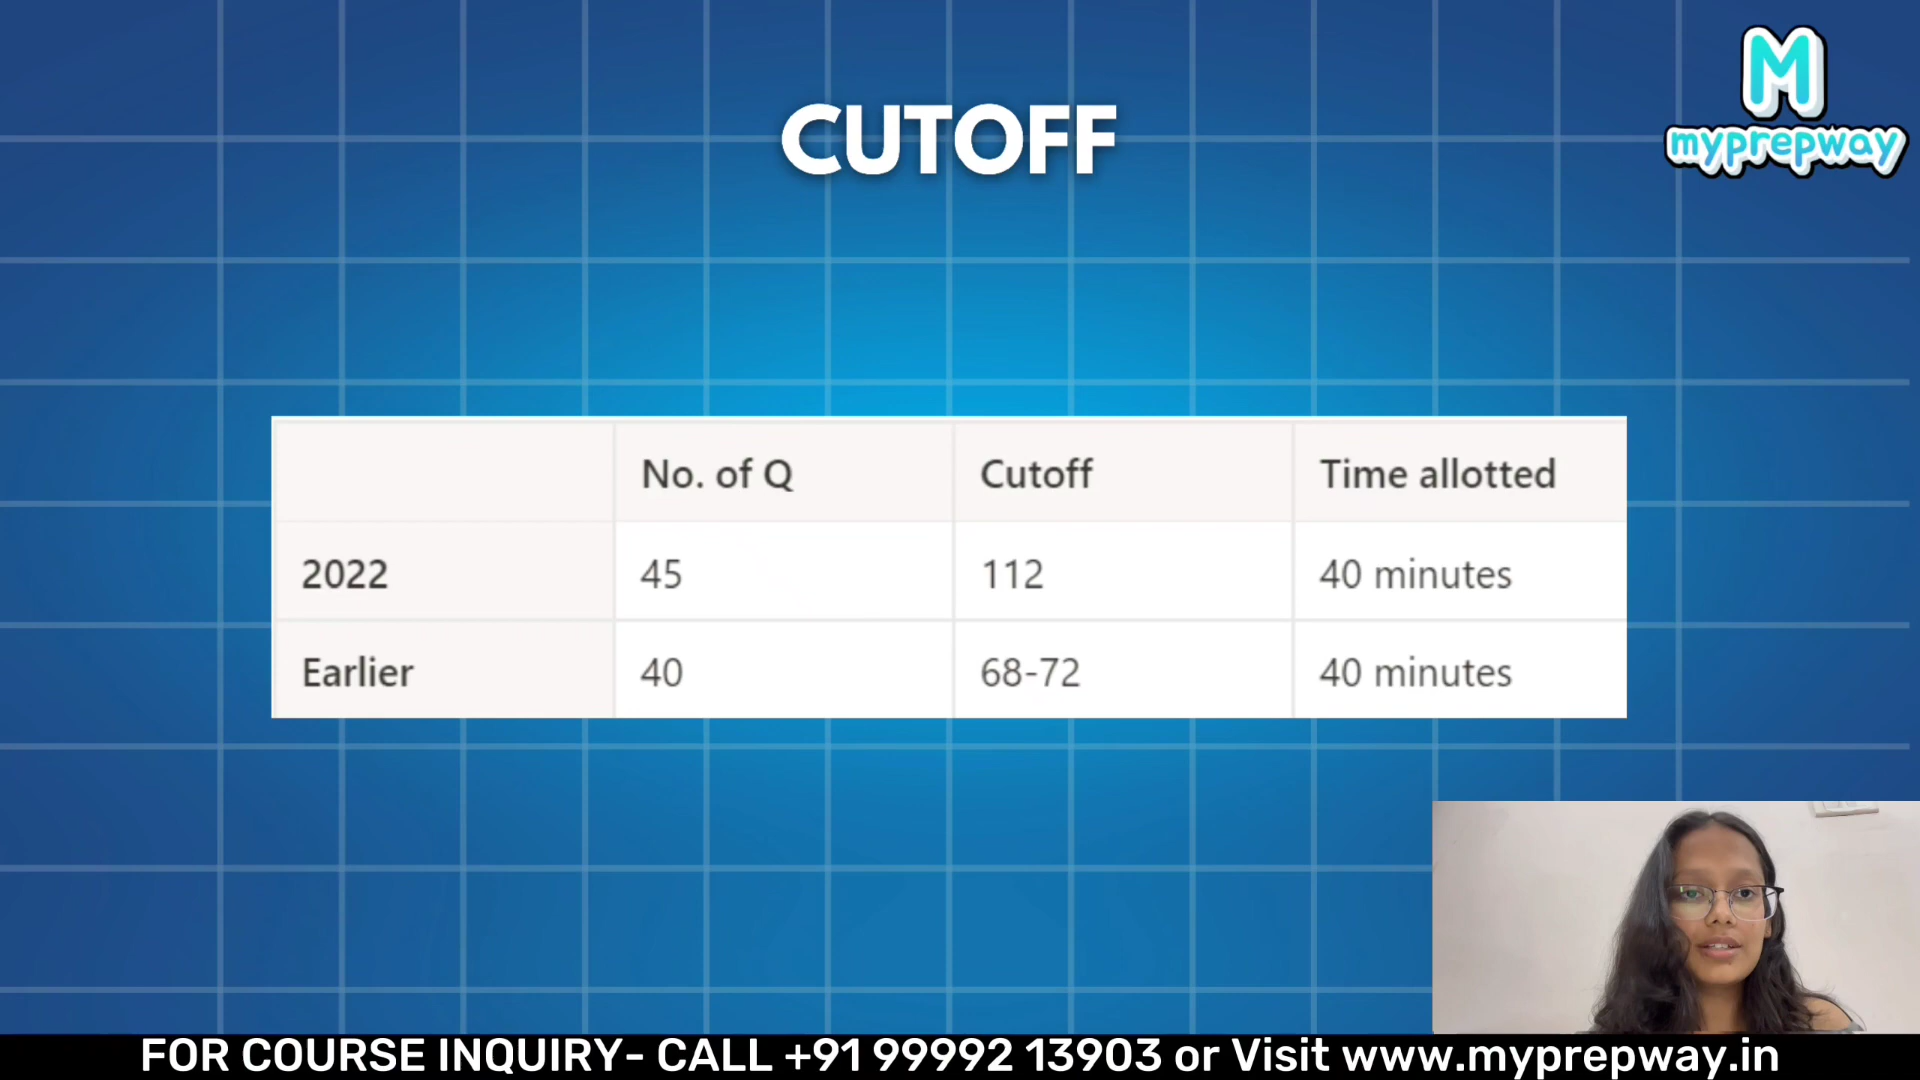 M
myprepway
CUTOFF
No. of Q Cutoff Time allotted
2022 45 112 40 minutes
Earlier 40 68-72 40 minutes
FOR COURSE INQUIRY- CALL +91 99992 13903 or Visit www.myprepway.in